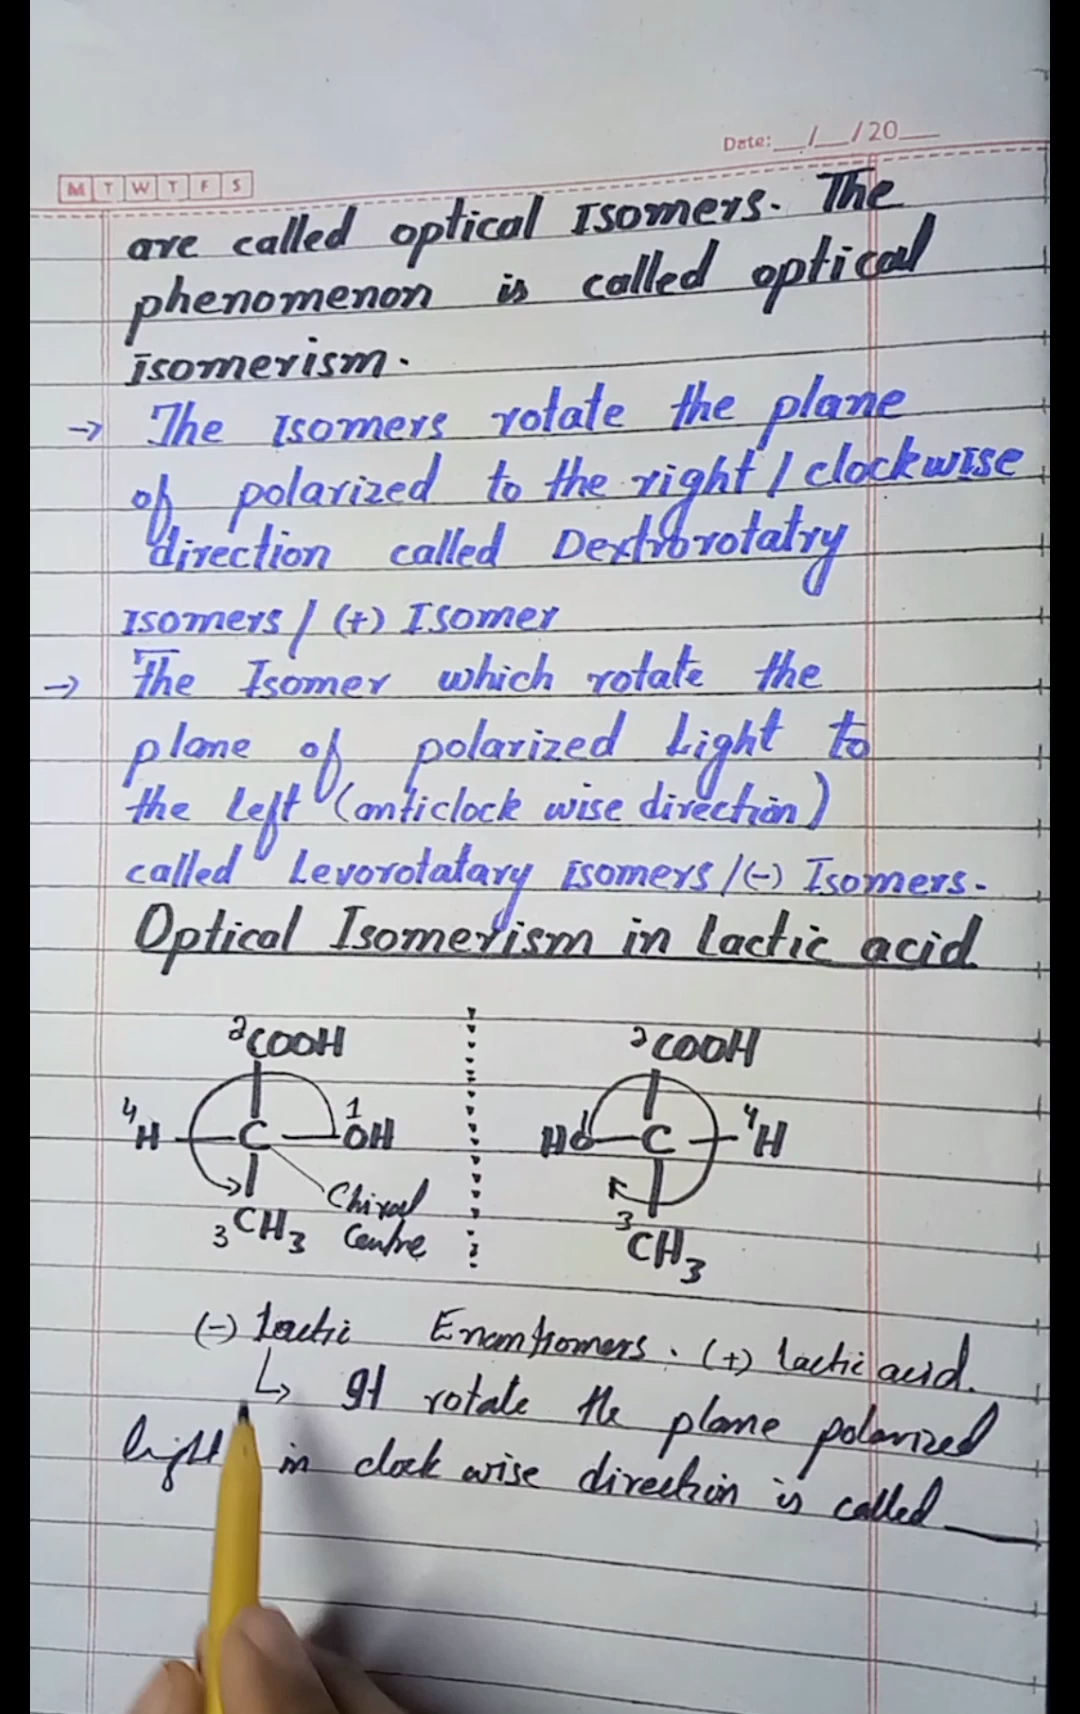 Date:__/__/20__
M T W T F S
are called optical Isomers. The
phenomenon is called optical
isomerism.
→ The Isomers rotate the plane
of polarized to the right / clockwise
direction called Dextrorotatry
Isomers / (+) Isomer
→ The Isomer which rotate the
plane of polarized Light to
the Left (anticlock wise direction)
called Levorotatary isomers / (-) Isomers.
Optical Isomerism in Lactic acid.
2COOH 2COOH
4H C 1OH HO1 C 4H
Chiral
3CH3 Centre 3CH3
(-) Lactic Enantiomers. (+) Lactic acid.
↳ It rotate the plane polarized
light in clock wise direction is called